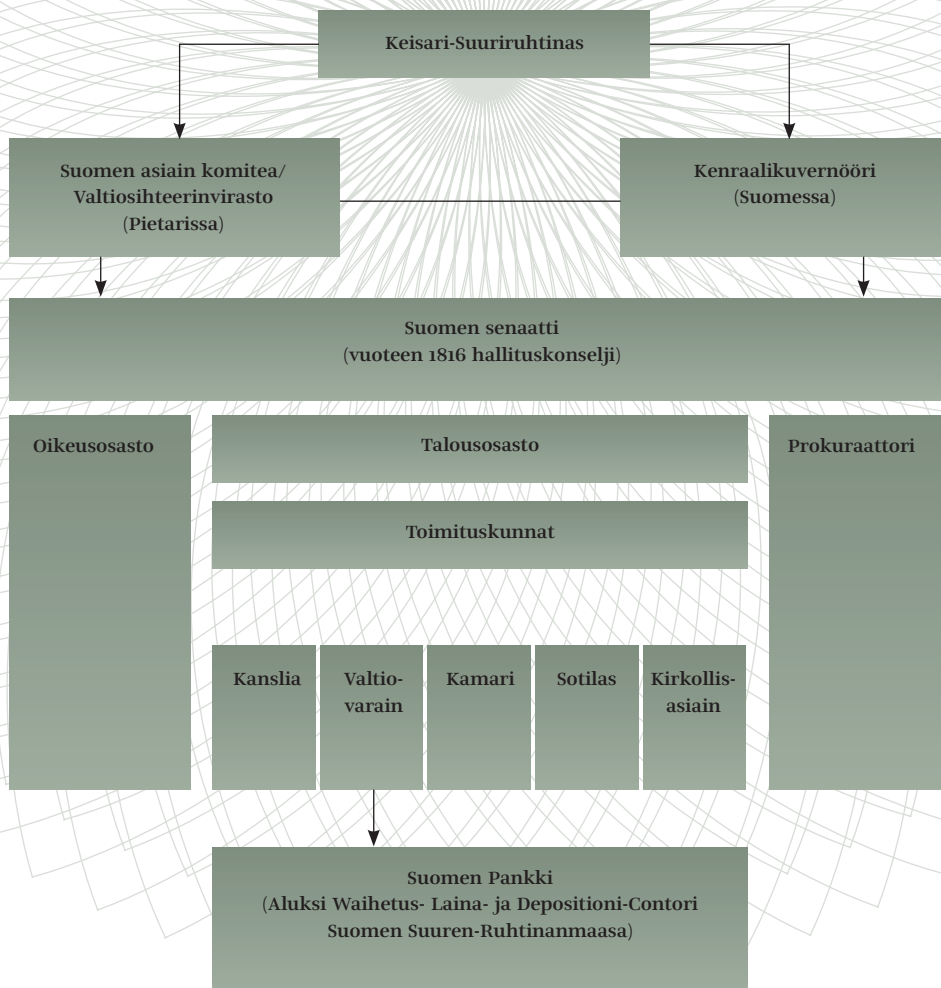 Keisari-Suuriruhtinas
Suomen asiain komitea/
Valtiosihteerinvirasto
(Pietarissa)
Kenraalikuvernööri
(Suomessa)
Suomen senaatti
(vuoteen 1816 hallituskonselji)
Oikeusosasto
Talousosasto
Prokuraattori
Toimituskunnat
Kanslia
Valtio-
varain
Kamari
Sotilas
Kirkollis-
asiain
Suomen Pankki
(Aluksi Waihetus- Laina- ja Depositioni-Contori
Suomen Suuren-Ruhtinanmaasa)